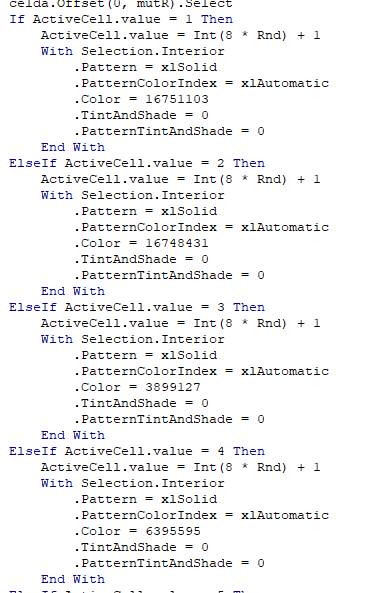 celda.Offset(0, mutR).Select
If ActiveCell.value = 1 Then
ActiveCell.value = Int(8 * Rnd) + 1
With Selection.Interior
.Pattern = xlSolid
.PatternColorIndex = xlAutomatic
.Color = 16751103
.TintAndShade = 0
.PatternTintAndShade = 0
End With
ElseIf ActiveCell.value = 2 Then
ActiveCell.value = Int(8 * Rnd) + 1
With Selection.Interior
.Pattern = xlSolid
.PatternColorIndex = xlAutomatic
.Color = 16748431
.TintAndShade = 0
.PatternTintAndShade = 0
End With
ElseIf ActiveCell.value = 3 Then
ActiveCell.value = Int(8 * Rnd) + 1
With Selection.Interior
.Pattern = xlSolid
.PatternColorIndex = xlAutomatic
.Color = 3899127
.TintAndShade = 0
.PatternTintAndShade = 0
End With
ElseIf ActiveCell.value = 4 Then
ActiveCell.value = Int(8 * Rnd) + 1
With Selection.Interior
.Pattern = xlSolid
.PatternColorIndex = xlAutomatic
.Color = 6395595
.TintAndShade = 0
.PatternTintAndShade = 0
End With